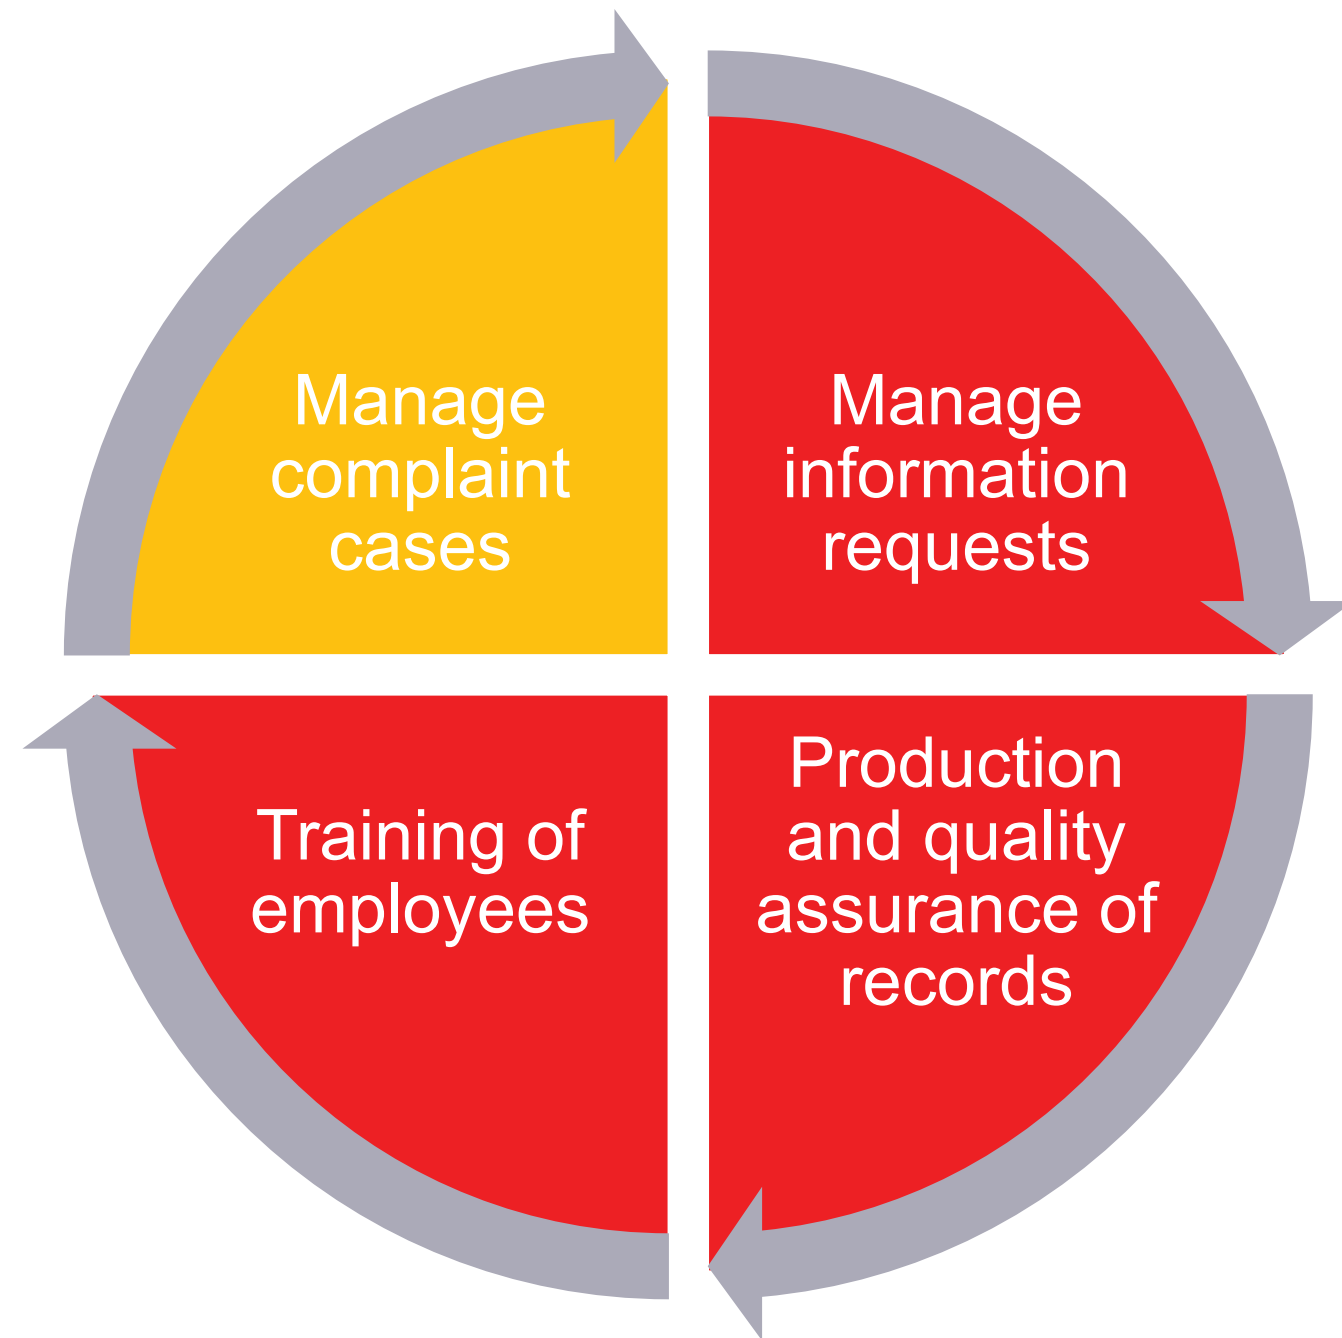 Manage
complaint
cases
Manage
information
requests
Training of
employees
Production
and quality
assurance of
records